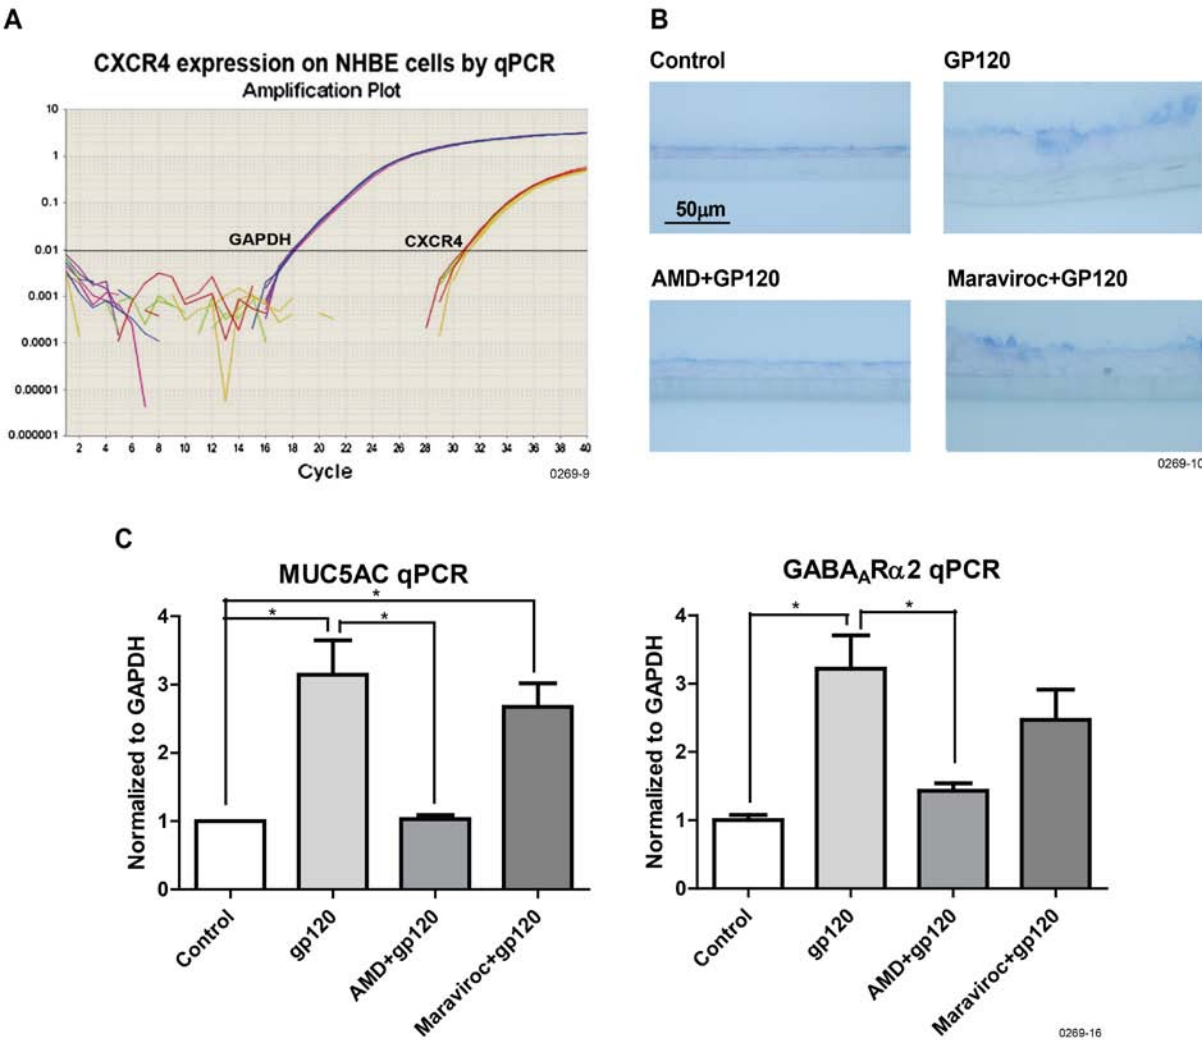 A
CXCR4 expression on NHBE cells by qPCR
Amplification Plot
10
1
0.1
0.01
0.001
0.0001
0.00001
0.000001
GAPDH
CXCR4
2 4 6 8 10 12 14 16 18 20 22 24 26 28 30 32 34 36 38 40
Cycle
0269-9
B
Control
GP120
50μm
AMD+GP120
Maraviroc+GP120
0269-10
C
MUC5AC qPCR
*
* *
Normalized to GAPDH
4
3
2
1
0
Control
gp120
AMD+gp120
Maraviroc+gp120
GABA_ARα2 qPCR
* *
Normalized to GAPDH
4
3
2
1
0
Control
gp120
AMD+gp120
Maraviroc+gp120
0269-16